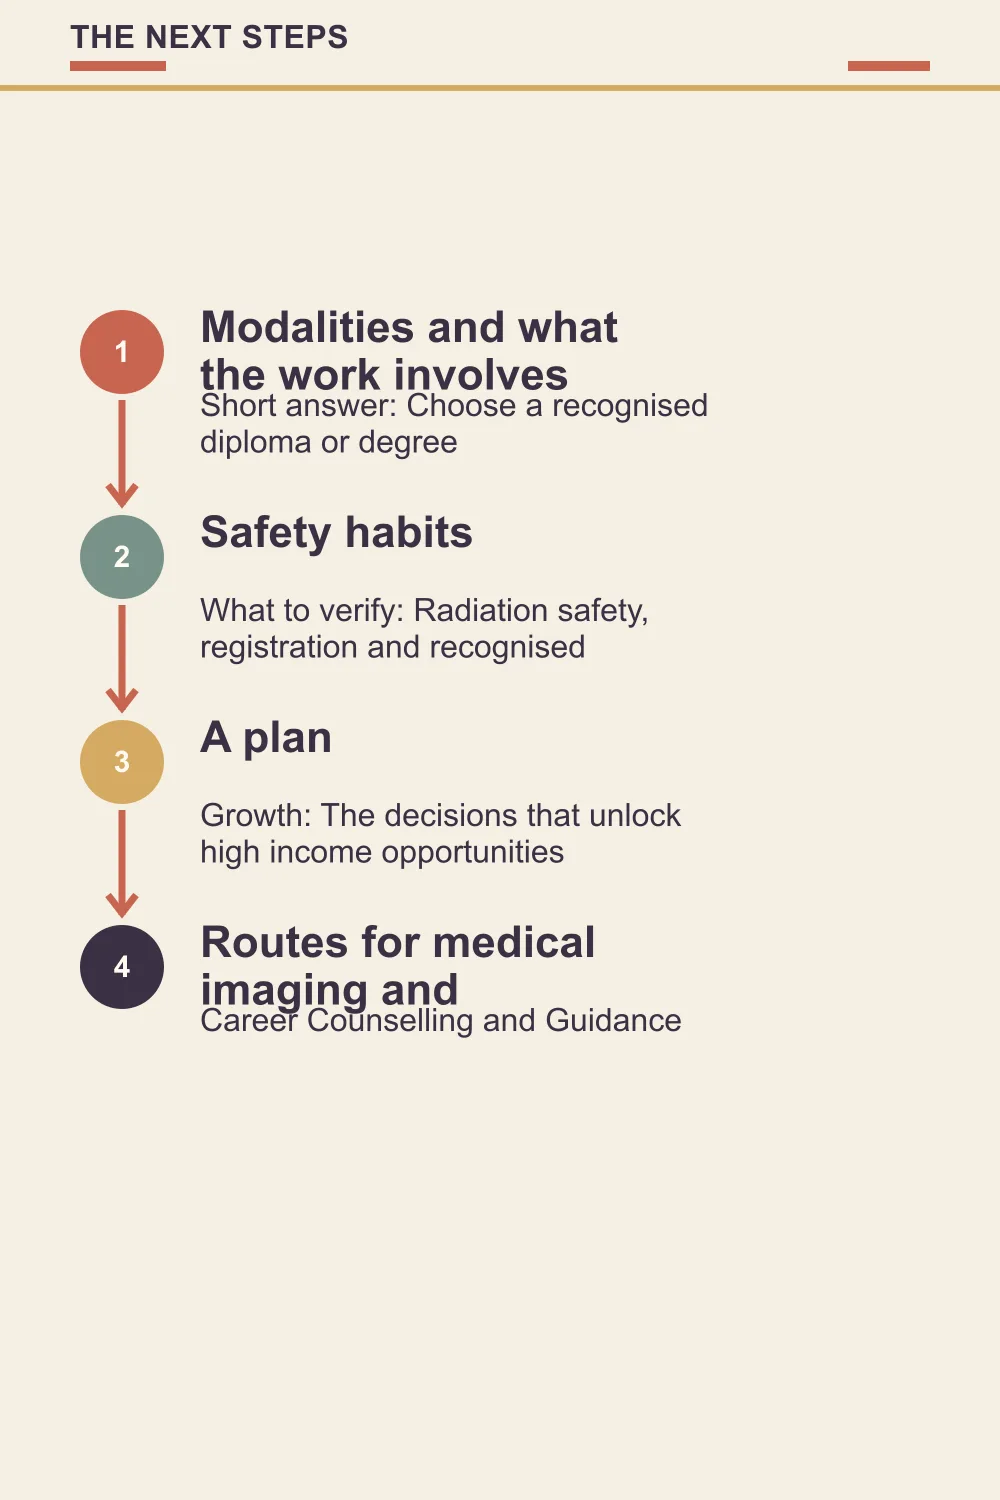 THE NEXT STEPS
1
Modalities and what
the work involves
Short answer: Choose a recognised
diploma or degree
2
Safety habits
What to verify: Radiation safety,
registration and recognised
3
A plan
Growth: The decisions that unlock
high income opportunities
4
Routes for medical
imaging and
Career Counselling and Guidance